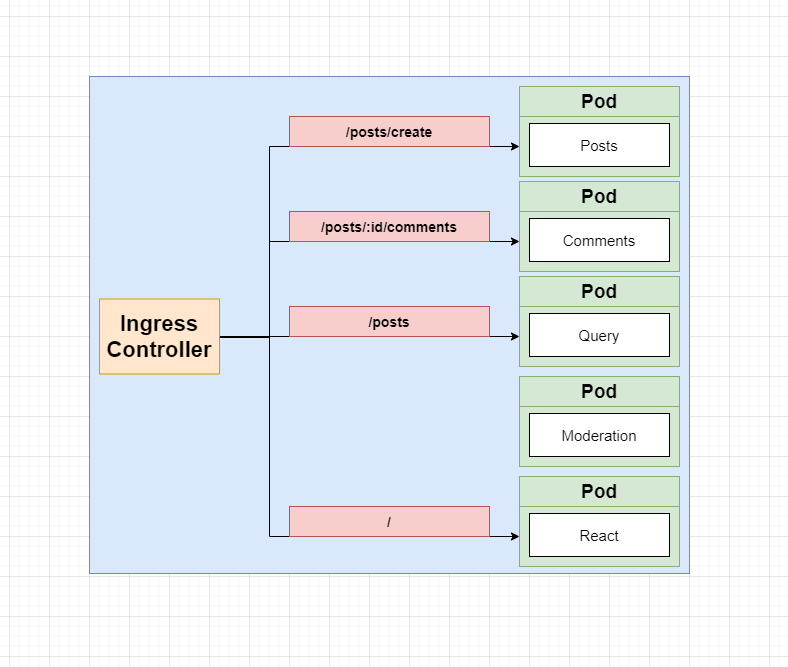 Pod
/posts/create
Posts
Pod
/posts/:id/comments
Comments
Pod
Ingress
Controller
/posts
Query
Pod
Moderation
Pod
/
React